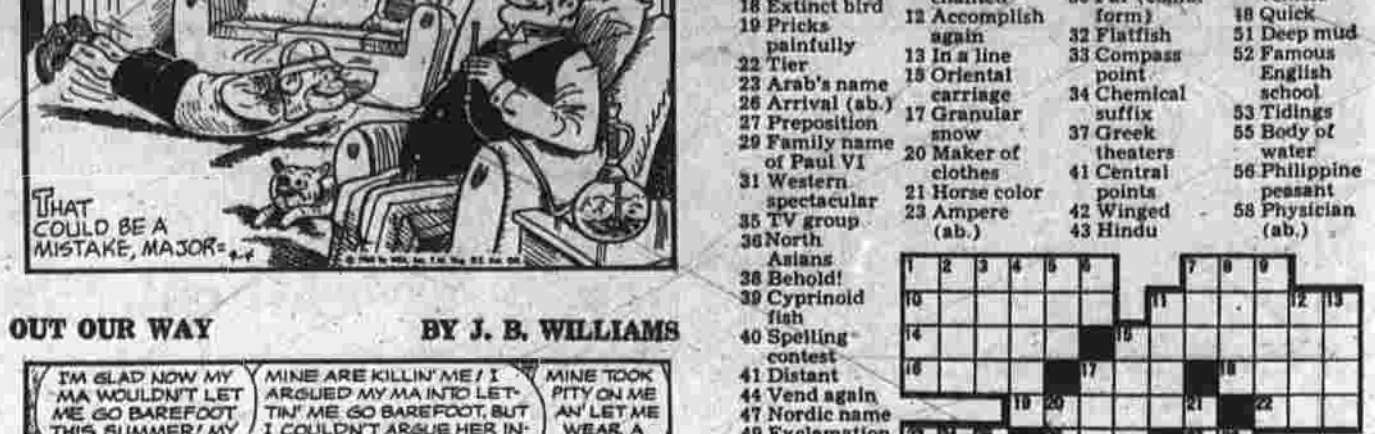 THAT
COULD BE A
MISTAKE, MAJOR=
OUT OUR WAY
BY J. B. WILLIAMS
I'M GLAD NOW MY
MA WOULDN'T LET
ME GO BAREFOOT
THIS SUMMER! MY
MINE ARE KILLIN' ME! I
ARGUED MY MA INTO LET-
TIN' ME GO BAREFOOT, BUT
I COULDN'T ARGUE HER IN-
MINE TOOK
PITY ON ME
AN' LET ME
WEAR A
18 Extinct bird
19 Pricks
painfully
22 Tier
23 Arab's name
26 Arrival (ab.)
27 Preposition
29 Family name
of Paul VI
31 Western
spectacular
35 TV group
36 North
Asians
38 Behold!
39 Cyprinoid
fish
40 Spelling
contest
41 Distant
44 Vend again
47 Nordic name
49 Exclamation
12 Accomplish
again
13 In a line
15 Oriental
carriage
17 Granular
snow
20 Maker of
clothes
21 Horse color
23 Ampere
(ab.)
form)
32 Flatfish
33 Compass
point
34 Chemical
suffix
37 Greek
theaters
41 Central
points
42 Winged
43 Hindu
48 Quick
51 Deep mud
52 Famous
English
school
53 Tidings
55 Body of
water
56 Philippine
peasant
58 Physician
(ab.)
1 2 3 4 5 6 7 8 9
10 11 12 13
14 15
16 17 18
19 20 21 22